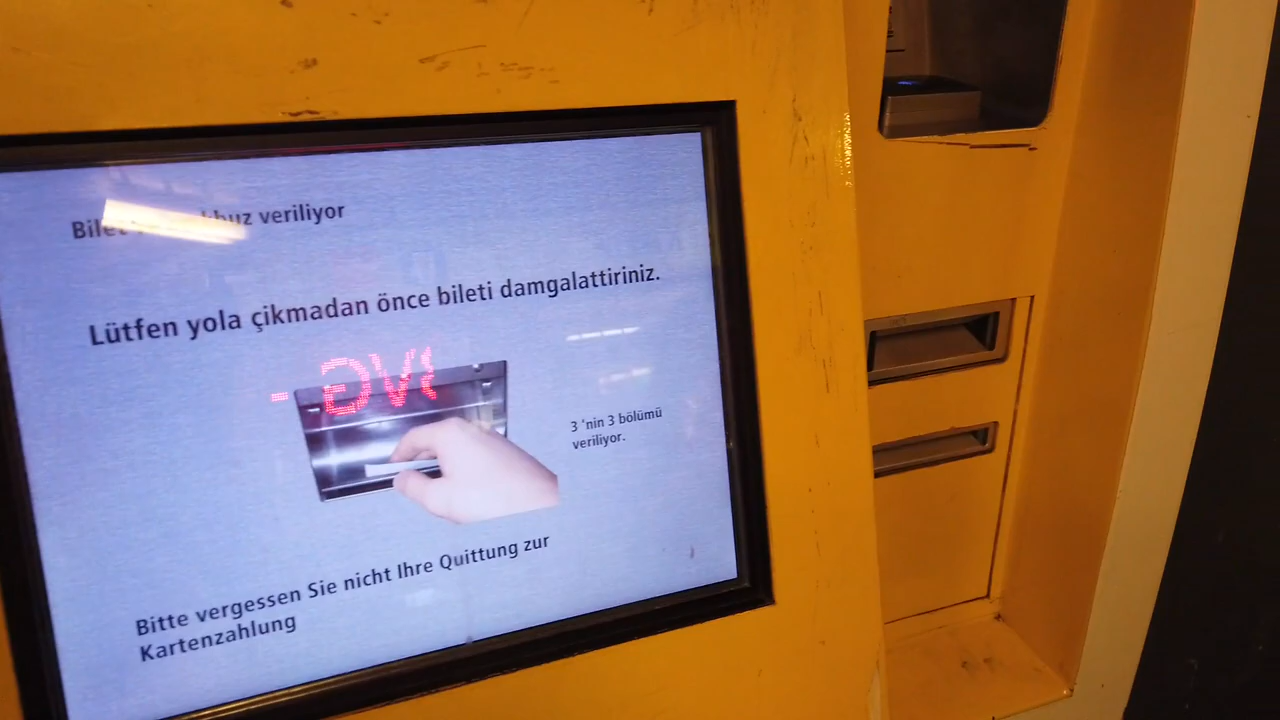 Bilet veriliyor
Lütfen yola çikmadan önce bileti damgalattiriniz.
3 'nin 3 bölümü
veriliyor.
Bitte vergessen Sie nicht Ihre Quittung zur
Kartenzahlung